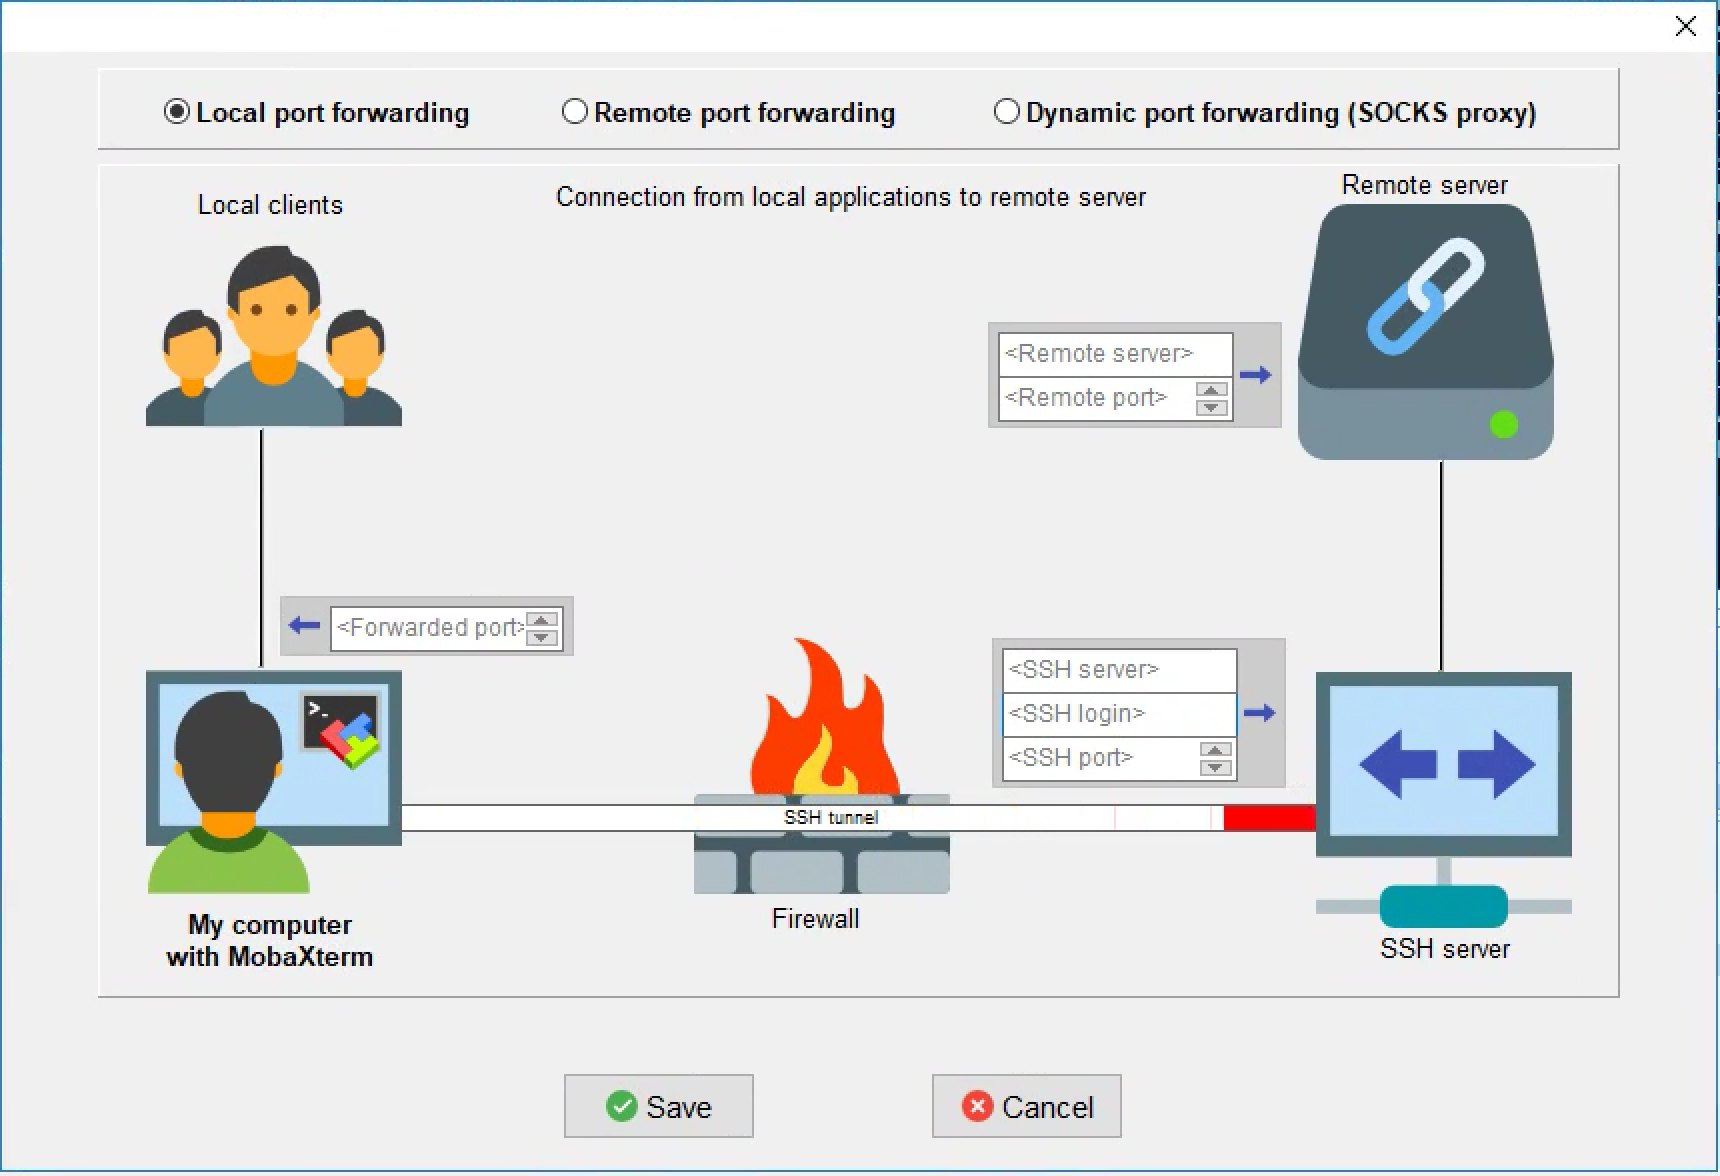 Local port forwarding
Remote port forwarding
Dynamic port forwarding (SOCKS proxy)
Local clients
Connection from local applications to remote server
Remote server
<Remote server>
<Remote port>
<Forwarded port>
>_
<SSH server>
<SSH login>
<SSH port>
SSH tunnel
My computer
with MobaXterm
Firewall
SSH server
Save
Cancel